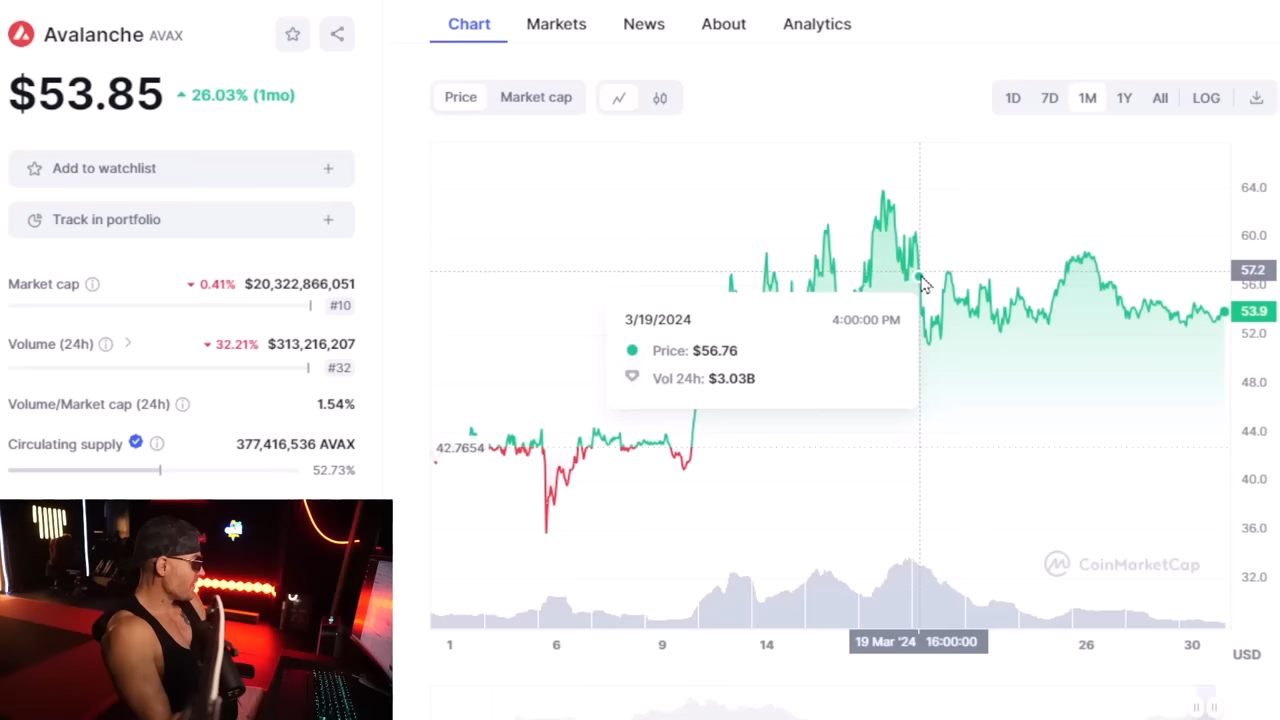 Avalanche AVAX
$53.85 26.03% (1mo)
Add to watchlist +
Track in portfolio +
Market cap 0.41% $20,322,866,051
#10
Volume (24h) 32.21% $313,216,207
#32
Volume/Market cap (24h) 1.54%
Circulating supply 377,416,536 AVAX
52.73%
Chart Markets News About Analytics
Price Market cap
1D 7D 1M 1Y All LOG
64.0
60.0
57.2
56.0
53.9
52.0
48.0
44.0
40.0
36.0
32.0
3/19/2024 4:00:00 PM
Price: $56.76
Vol 24h: $3.03B
42.7654
CoinMarketCap
1 6 9 14 19 Mar '24 16:00:00 26 30
USD